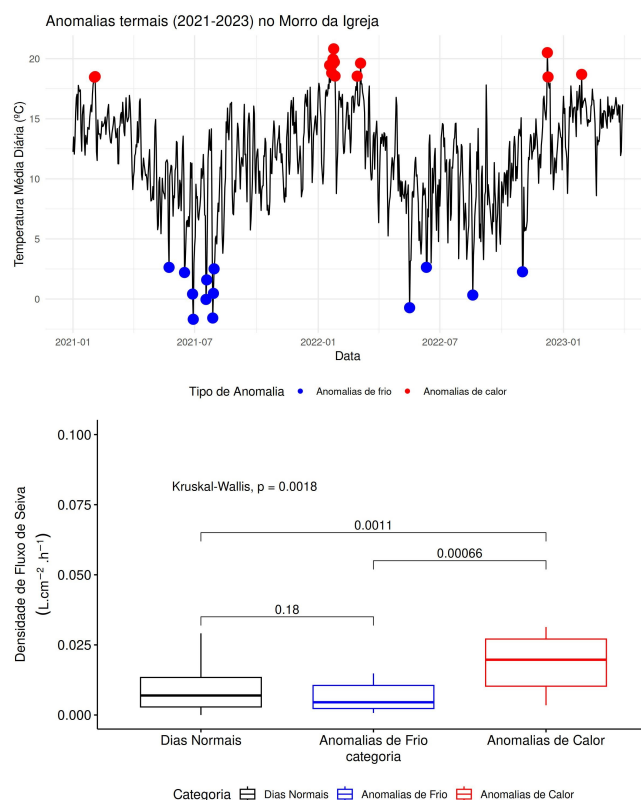 Anomalias termais (2021-2023) no Morro da Igreja
Temperatura Média Diária (ºC)
20
15
10
5
0
2021-01
2021-07
2022-01
2022-07
2023-01
Data
Tipo de Anomalia
Anomalias de frio
Anomalias de calor
Densidade de Fluxo de Seiva
(L.cm⁻² .h⁻¹)
0.100
0.075
0.050
0.025
0.000
Kruskal-Wallis, p = 0.0018
0.0011
0.00066
0.18
Dias Normais
Anomalias de Frio
Anomalias de Calor
categoria
Categoria
Dias Normais
Anomalias de Frio
Anomalias de Calor